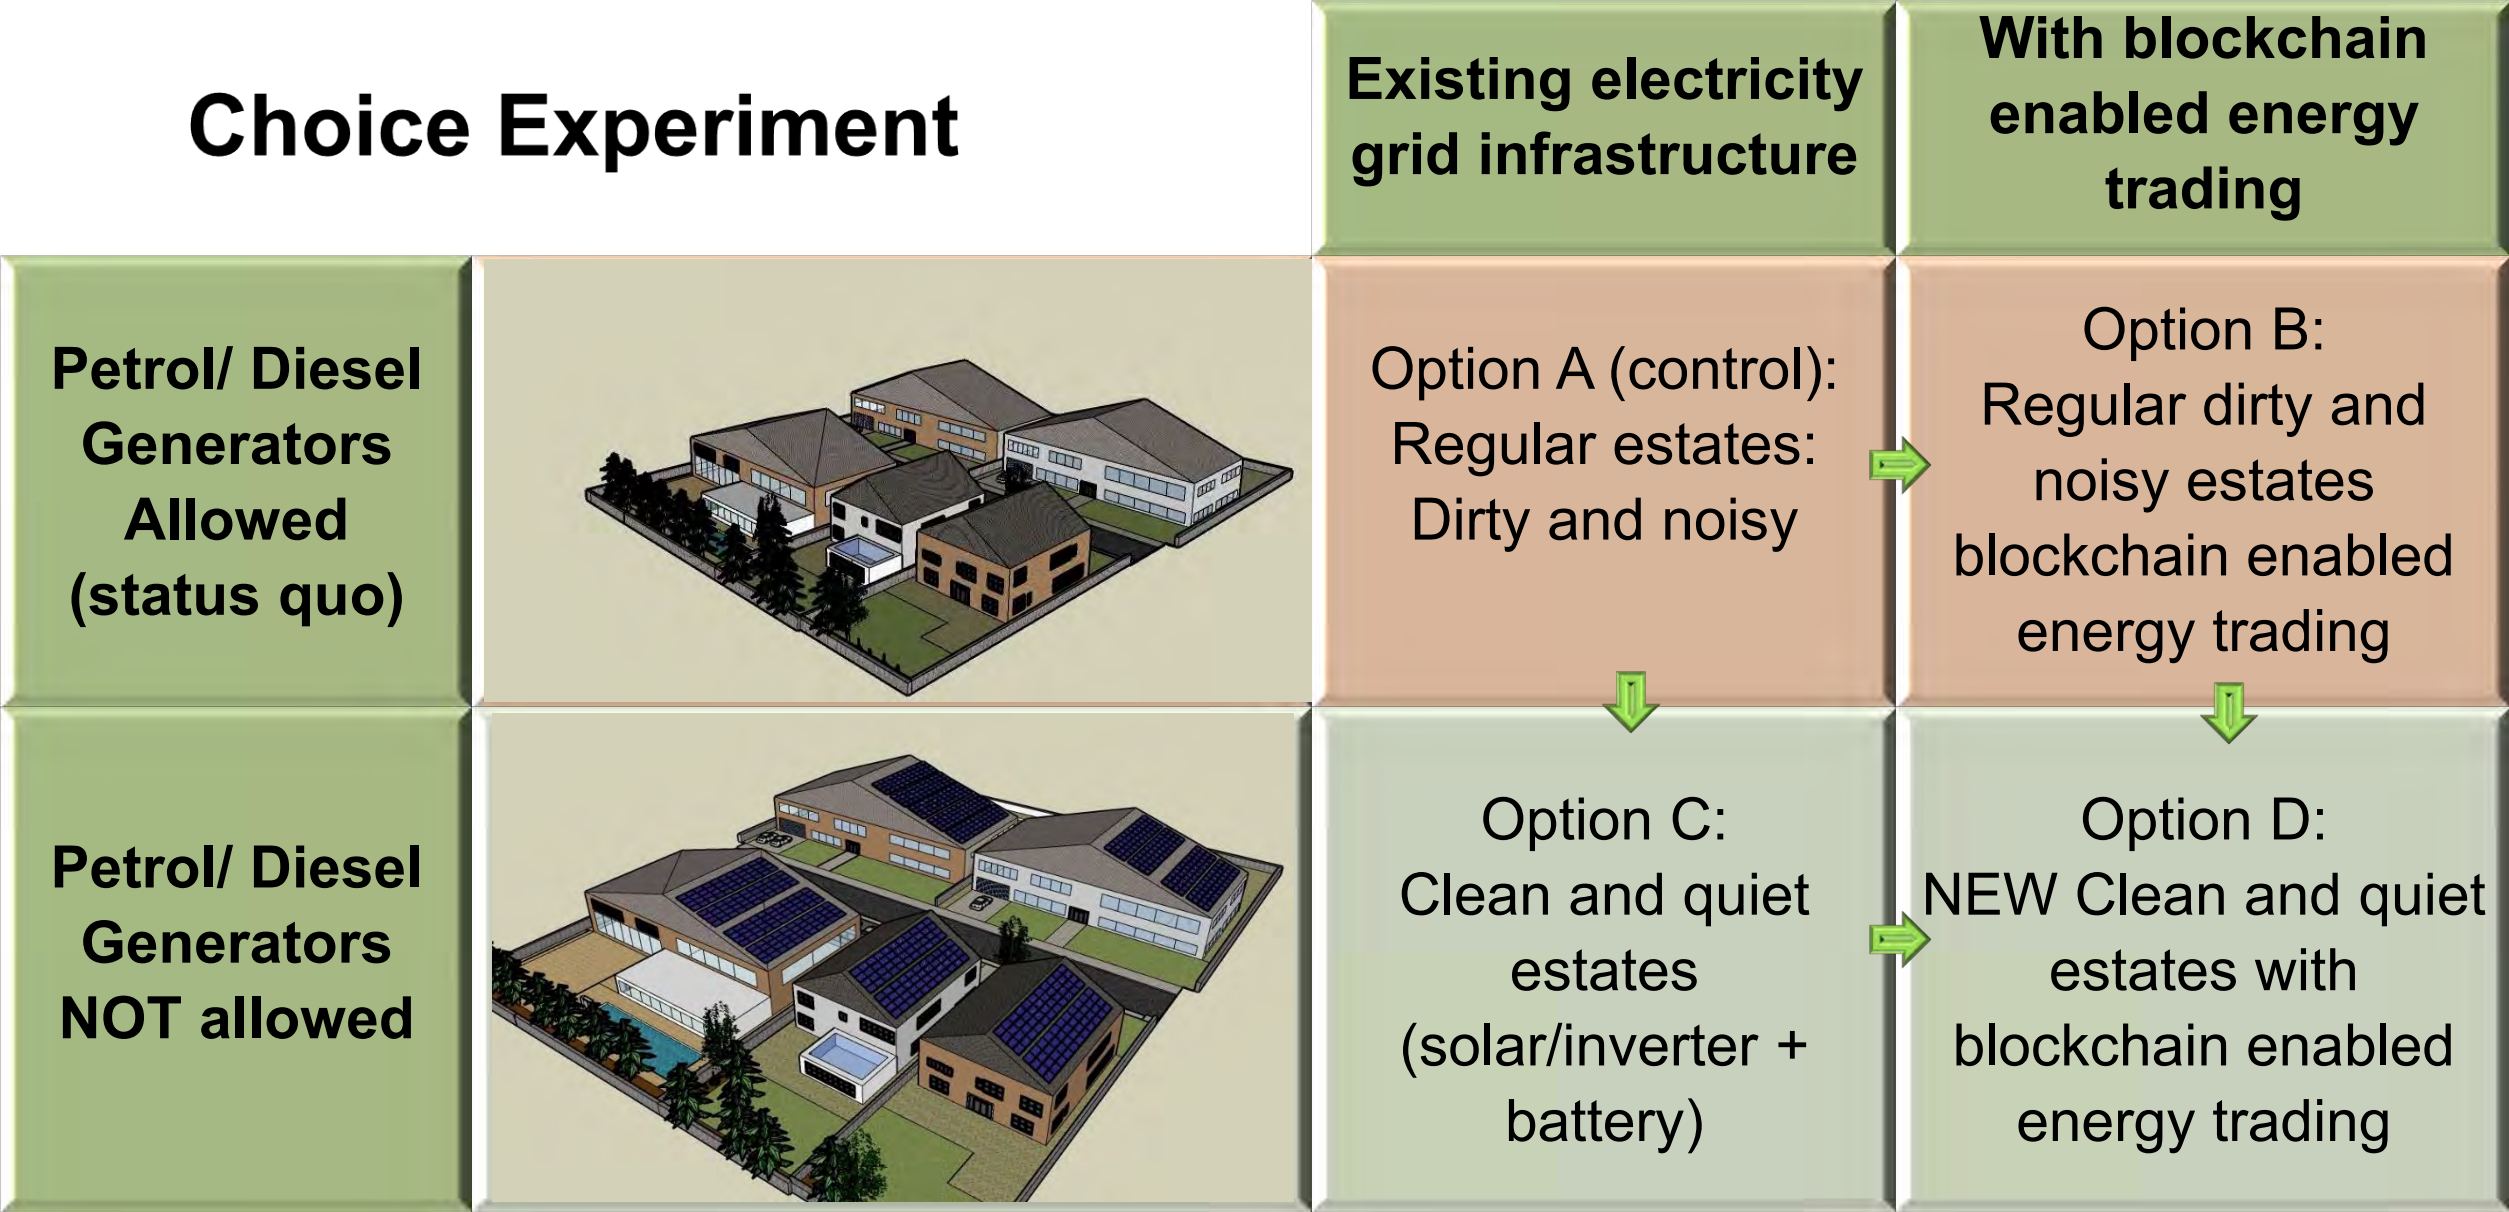 Choice Experiment
Existing electricity
grid infrastructure
With blockchain
enabled energy
trading
Petrol/ Diesel
Generators
Allowed
(status quo)
Option A (control):
Regular estates:
Dirty and noisy
Option B:
Regular dirty and
noisy estates
blockchain enabled
energy trading
Petrol/ Diesel
Generators
NOT allowed
Option C:
Clean and quiet
estates
(solar/inverter +
battery)
Option D:
NEW Clean and quiet
estates with
blockchain enabled
energy trading